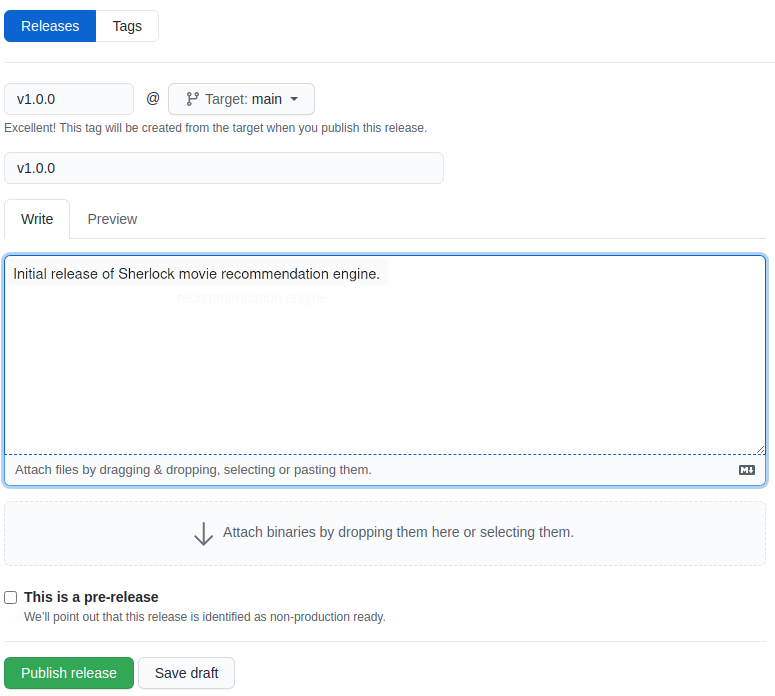 Releases Tags
v1.0.0 @ Target: main
Excellent! This tag will be created from the target when you publish this release.
v1.0.0
Write Preview
Initial release of Sherlock movie recommendation engine.
recommendation engine
Attach files by dragging & dropping, selecting or pasting them.
Attach binaries by dropping them here or selecting them.
This is a pre-release
We'll point out that this release is identified as non-production ready.
Publish release Save draft